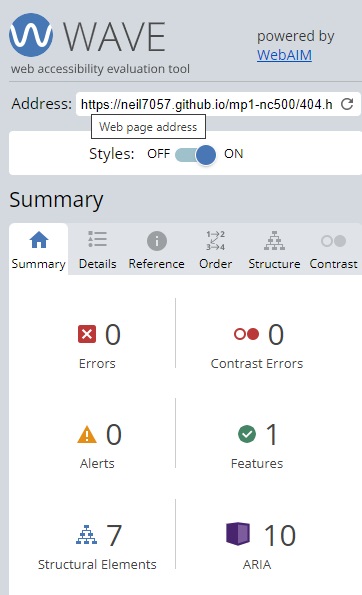 WAVE
powered by
WebAIM
web accessibility evaluation tool
Address: https://neil7057.github.io/mp1-nc500/404.h
Web page address
Styles: OFF ON
Summary
Summary Details Reference Order Structure Contrast
0 0
Errors Contrast Errors
0 1
Alerts Features
7 10
Structural Elements ARIA